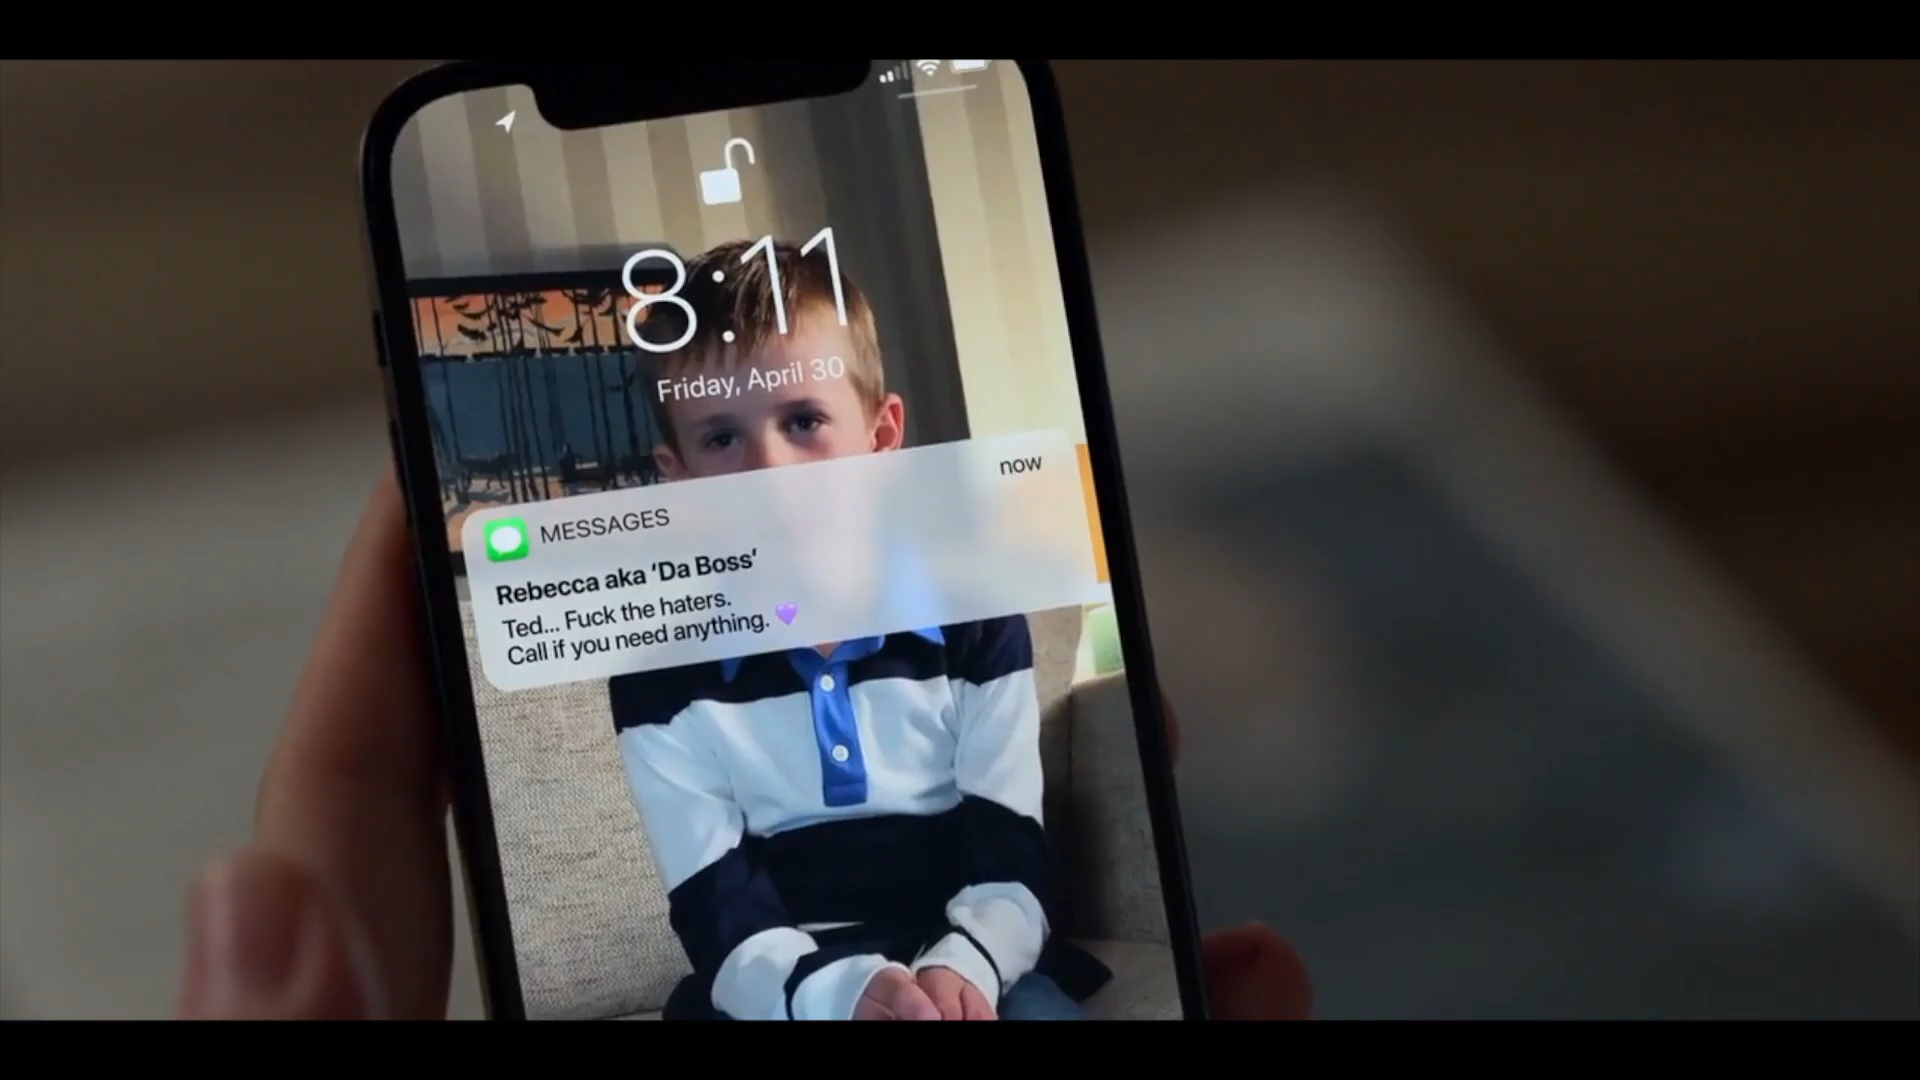 8:11
Friday, April 30
MESSAGES
now
Rebecca aka ‘Da Boss’
Ted... Fuck the haters.
Call if you need anything. 💜